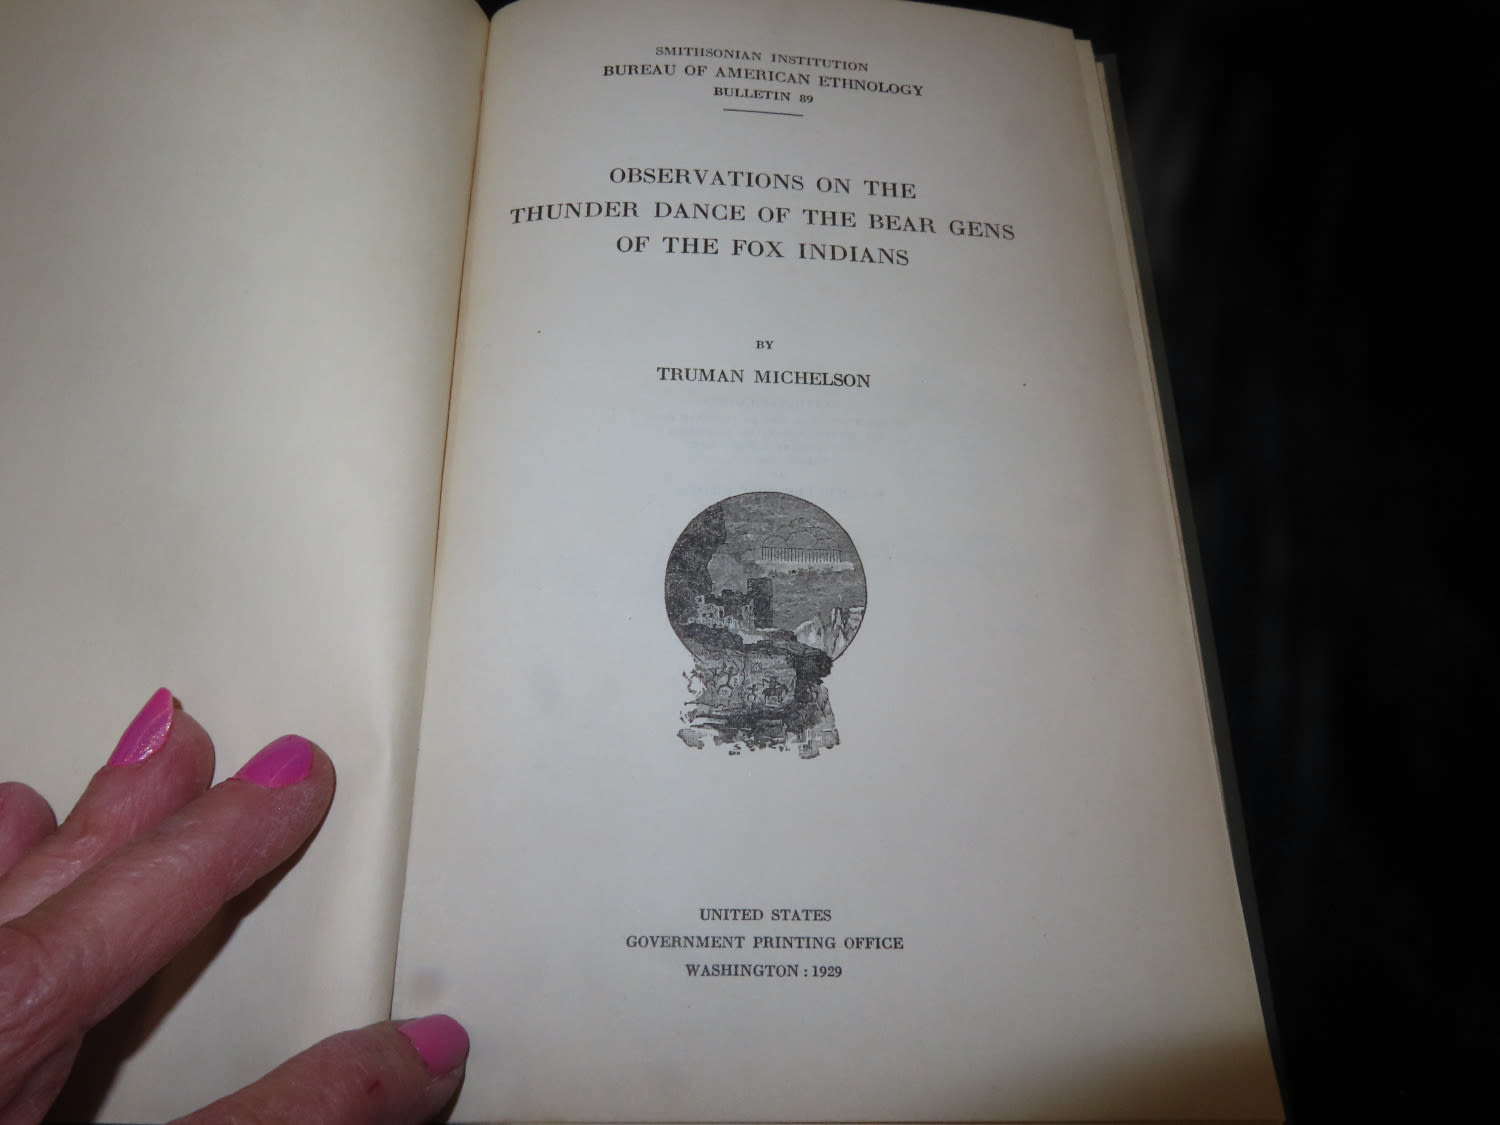 SMITHSONIAN INSTITUTION
BUREAU OF AMERICAN ETHNOLOGY
BULLETIN 89
OBSERVATIONS ON THE
THUNDER DANCE OF THE BEAR GENS
OF THE FOX INDIANS
BY
TRUMAN MICHELSON
UNITED STATES
GOVERNMENT PRINTING OFFICE
WASHINGTON : 1929